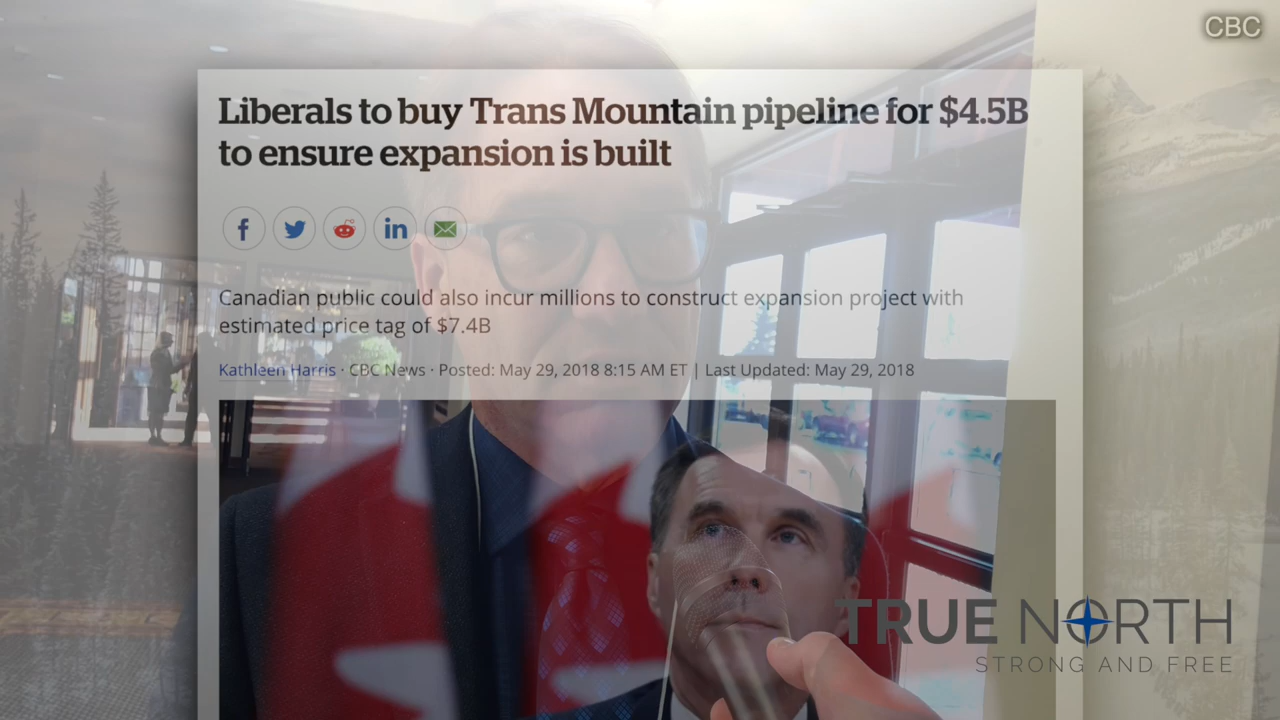 CBC
Liberals to buy Trans Mountain pipeline for $4.5B
to ensure expansion is built
Canadian public could also incur millions to construct expansion project with
estimated price tag of $7.4B
Kathleen Harris · CBC News · Posted: May 29, 2018 8:15 AM ET | Last Updated: May 29, 2018
TRUE NORTH
STRONG AND FREE